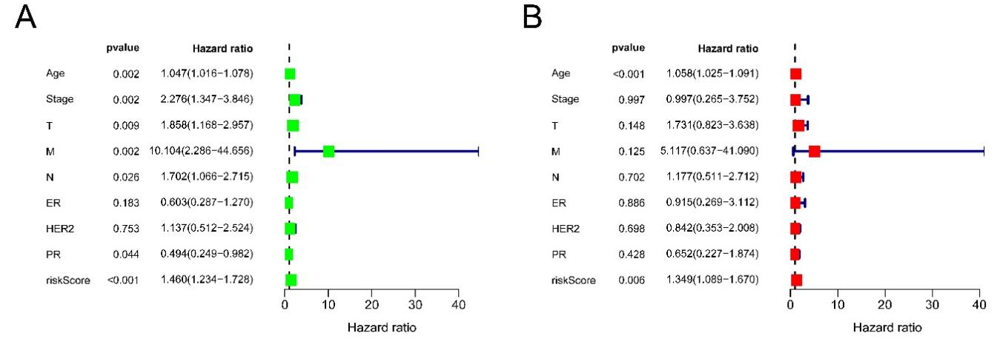 A
pvalue Hazard ratio
Age 0.002 1.047(1.016−1.078)
Stage 0.002 2.276(1.347−3.846)
T 0.009 1.858(1.168−2.957)
M 0.002 10.104(2.286−44.656)
N 0.026 1.702(1.066−2.715)
ER 0.183 0.603(0.287−1.270)
HER2 0.753 1.137(0.512−2.524)
PR 0.044 0.494(0.249−0.982)
riskScore <0.001 1.460(1.234−1.728)
0 10 20 30 40
Hazard ratio
B
pvalue Hazard ratio
Age <0.001 1.058(1.025−1.091)
Stage 0.997 0.997(0.265−3.752)
T 0.148 1.731(0.823−3.638)
M 0.125 5.117(0.637−41.090)
N 0.702 1.177(0.511−2.712)
ER 0.886 0.915(0.269−3.112)
HER2 0.698 0.842(0.353−2.008)
PR 0.428 0.652(0.227−1.874)
riskScore 0.006 1.349(1.089−1.670)
0 10 20 30 40
Hazard ratio